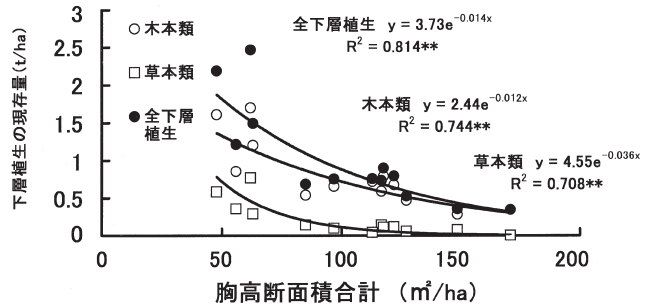 下層植生の現存量(t/ha)
3
2.5
2
1.5
1
0.5
0
○木本類
□草本類
●全下層植生
全下層植生 y = 3.73e^-0.014x
R² = 0.814**
木本類 y = 2.44e^-0.012x
R² = 0.744**
草本類 y = 4.55e^-0.036x
R² = 0.708**
0 50 100 150 200
胸高断面積合計 (㎡/ha)